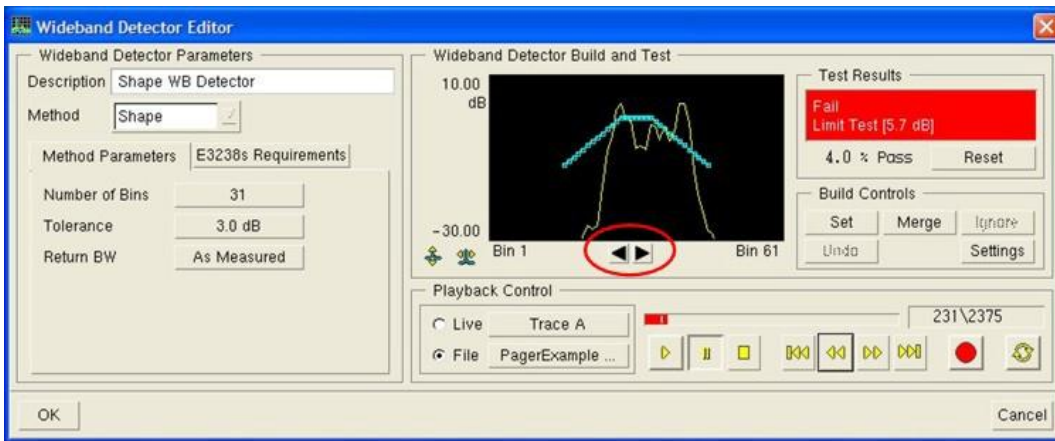 Wideband Detector Editor
Wideband Detector Parameters
Description Shape WB Detector
Method Shape
Method Parameters E3238s Requirements
Number of Bins 31
Tolerance 3.0 dB
Return BW As Measured
Wideband Detector Build and Test
10.00
dB
-30.00
Bin 1 Bin 61
Test Results
Fail
Limit Test [5.7 dB]
4.0 % Pass Reset
Build Controls
Set Merge Ignore
Undo Settings
Playback Control
Live Trace A
File PagerExample ...
231\2375
OK Cancel